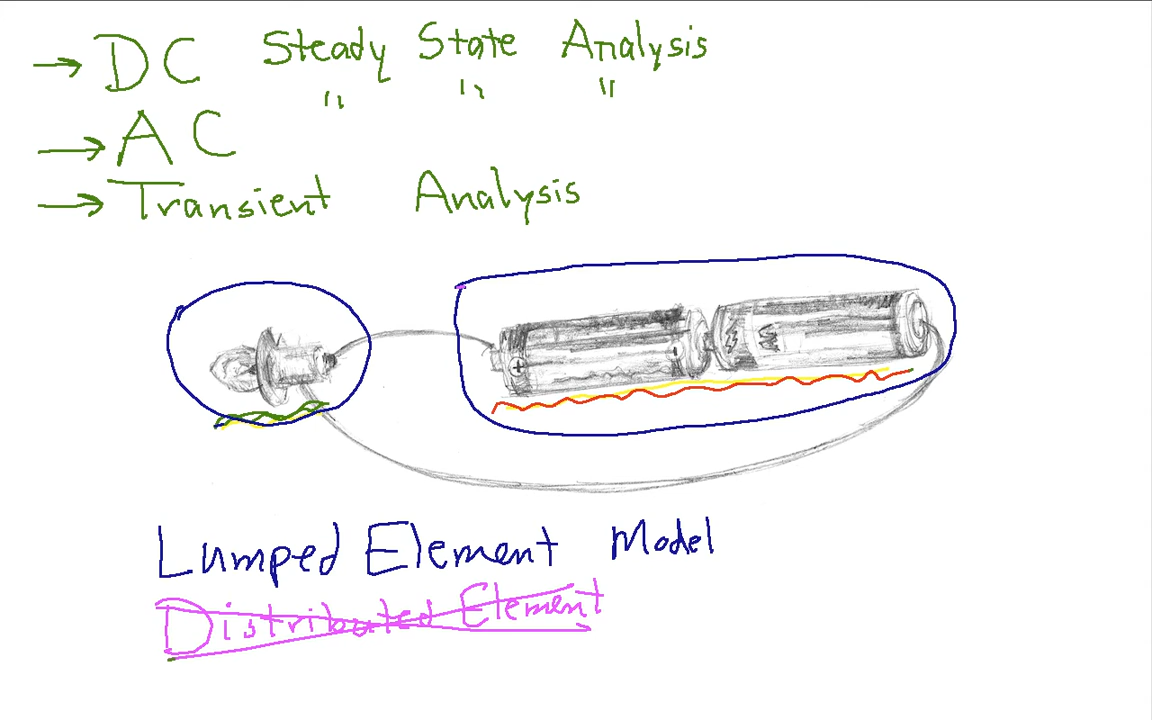 → DC Steady State Analysis
→ AC " " "
→ Transient Analysis
+ -
Lumped Element Model
Distributed Element